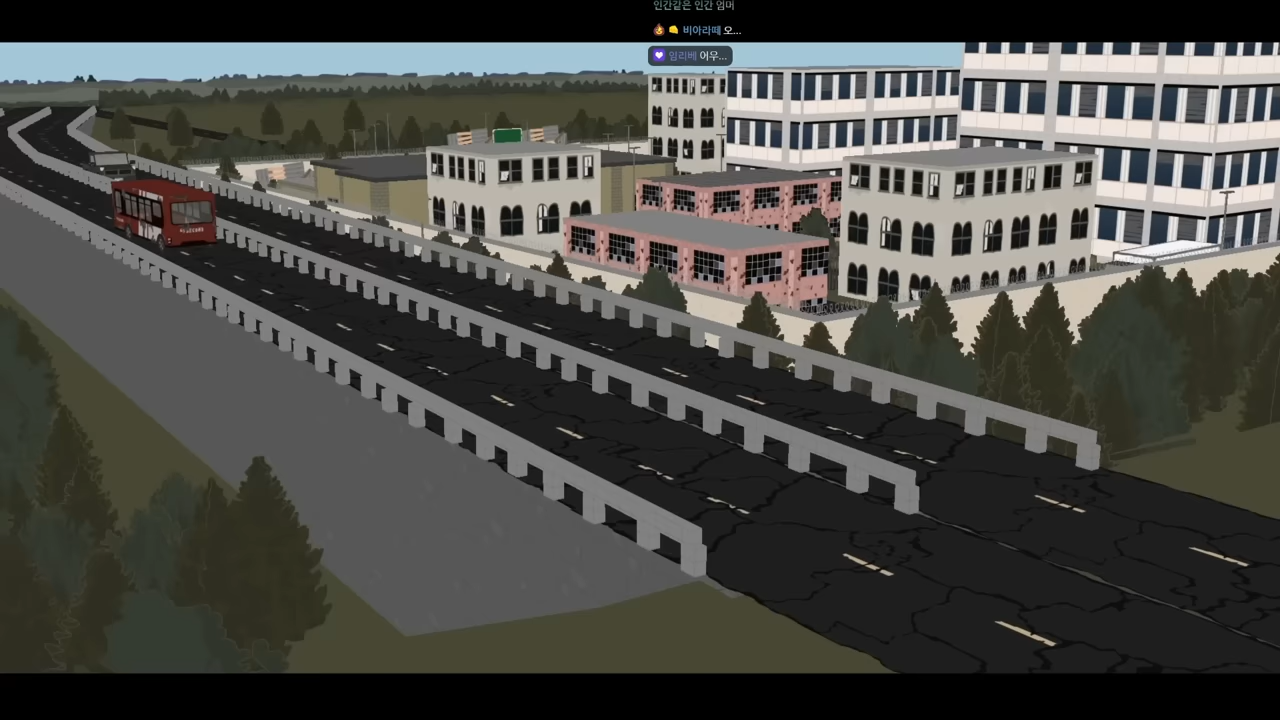 인간같은 인간 엄머
비아라떼 오...
임리베 어우...